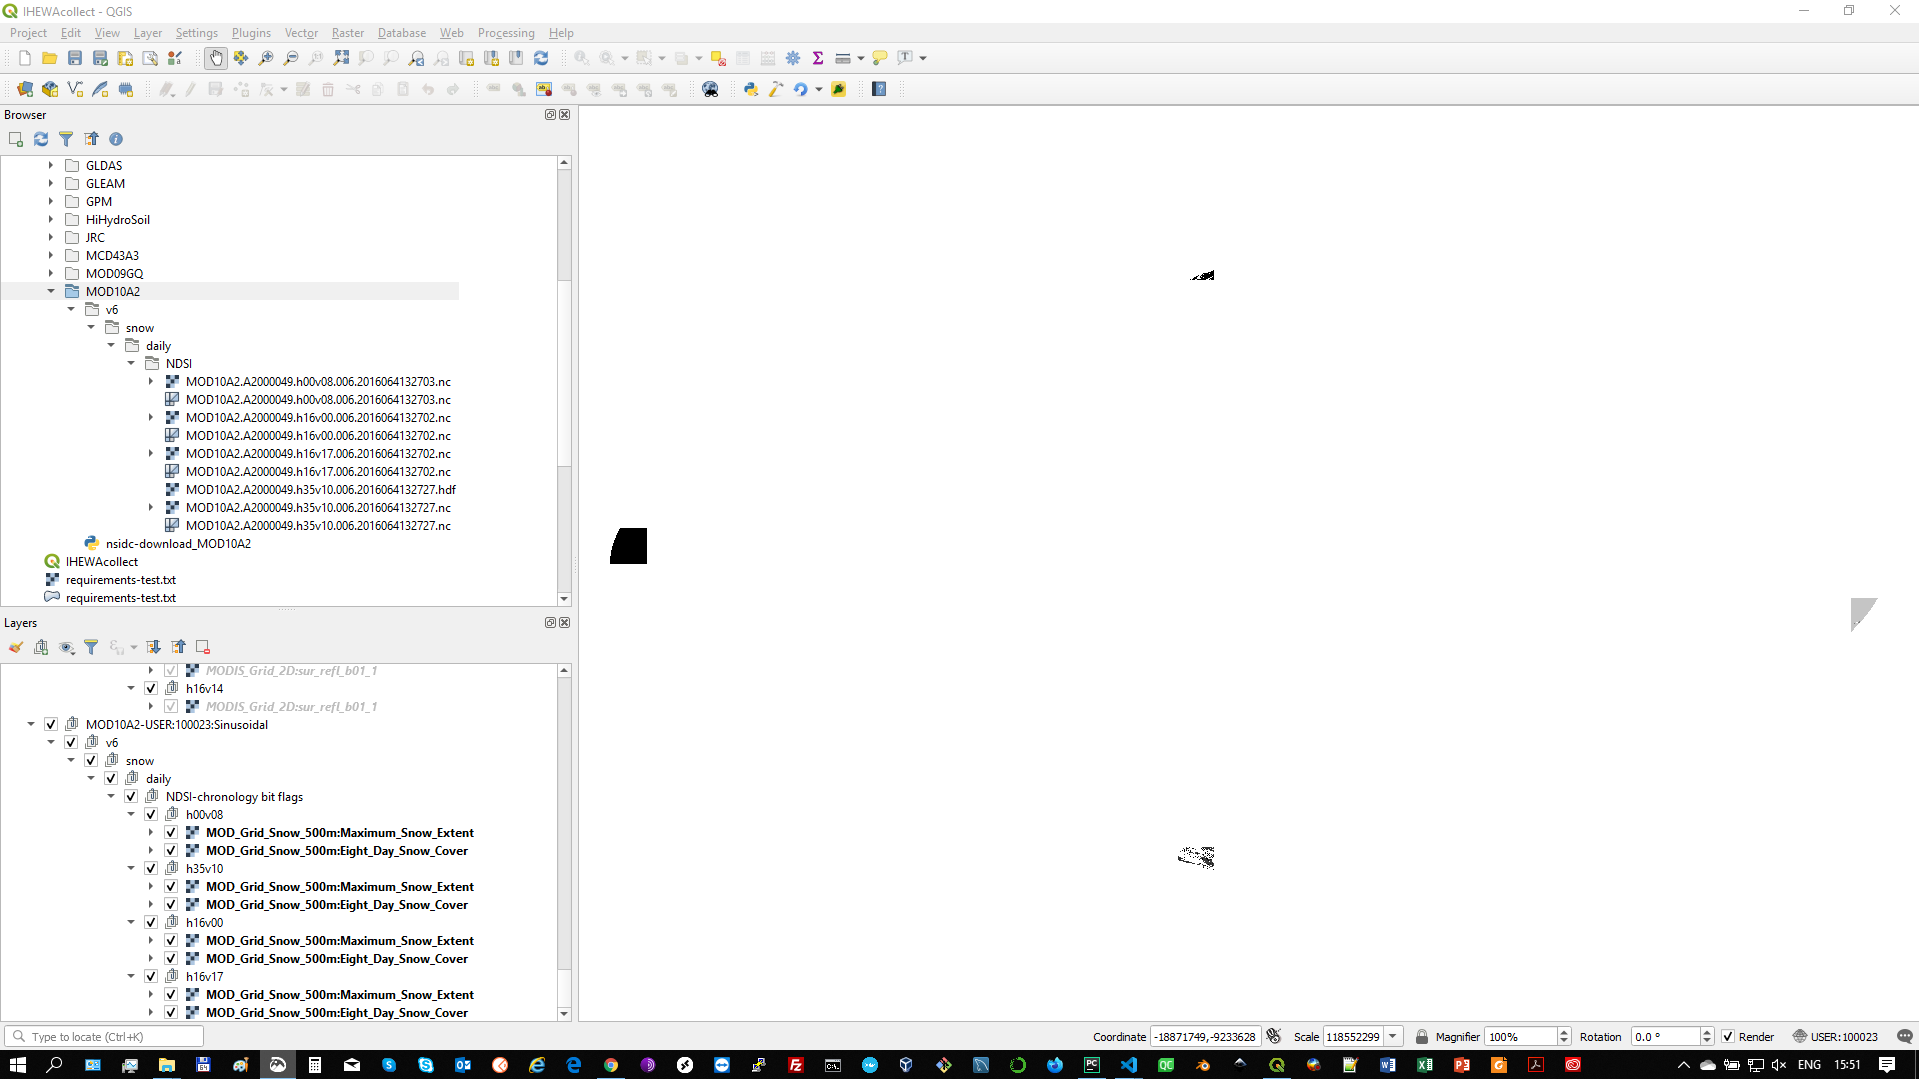 IHEWAcollect - QGIS
Project Edit View Layer Settings Plugins Vector Raster Database Web Processing Help
Browser
GLDAS
GLEAM
GPM
HiHydroSoil
JRC
MCD43A3
MOD09GQ
MOD10A2
v6
snow
daily
NDSI
MOD10A2.A2000049.h00v08.006.2016064132703.nc
MOD10A2.A2000049.h00v08.006.2016064132703.nc
MOD10A2.A2000049.h16v00.006.2016064132702.nc
MOD10A2.A2000049.h16v00.006.2016064132702.nc
MOD10A2.A2000049.h16v17.006.2016064132702.nc
MOD10A2.A2000049.h16v17.006.2016064132702.nc
MOD10A2.A2000049.h35v10.006.2016064132727.hdf
MOD10A2.A2000049.h35v10.006.2016064132727.nc
MOD10A2.A2000049.h35v10.006.2016064132727.nc
nsidc-download_MOD10A2
IHEWAcollect
requirements-test.txt
requirements-test.txt
Layers
MODIS_Grid_2D:sur_refl_b01_1
h16v14
MODIS_Grid_2D:sur_refl_b01_1
MOD10A2-USER:100023:Sinusoidal
v6
snow
daily
NDSI-chronology bit flags
h00v08
MOD_Grid_Snow_500m:Maximum_Snow_Extent
MOD_Grid_Snow_500m:Eight_Day_Snow_Cover
h35v10
MOD_Grid_Snow_500m:Maximum_Snow_Extent
MOD_Grid_Snow_500m:Eight_Day_Snow_Cover
h16v00
MOD_Grid_Snow_500m:Maximum_Snow_Extent
MOD_Grid_Snow_500m:Eight_Day_Snow_Cover
h16v17
MOD_Grid_Snow_500m:Maximum_Snow_Extent
MOD_Grid_Snow_500m:Eight_Day_Snow_Cover
Type to locate (Ctrl+K) Coordinate -18871749,-9233628 Scale 118552299 Magnifier 100% Rotation 0.0 ° Render USER:100023
ENG 15:51